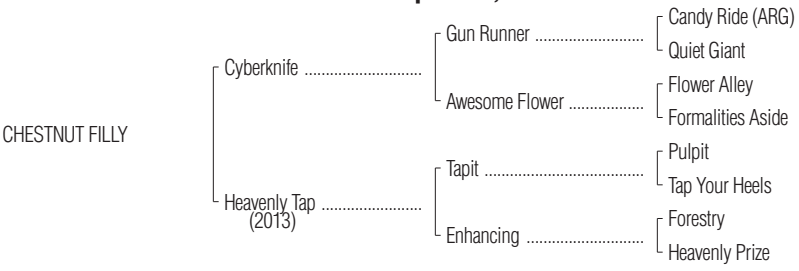 Candy Ride (ARG)
Gun Runner ............................
Quiet Giant
Cyberknife ..............................
Flower Alley
Awesome Flower ....................
Formalities Aside
CHESTNUT FILLY
Pulpit
Tapit .........................................
Tap Your Heels
Heavenly Tap ..........................
(2013)
Forestry
Enhancing ..............................
Heavenly Prize